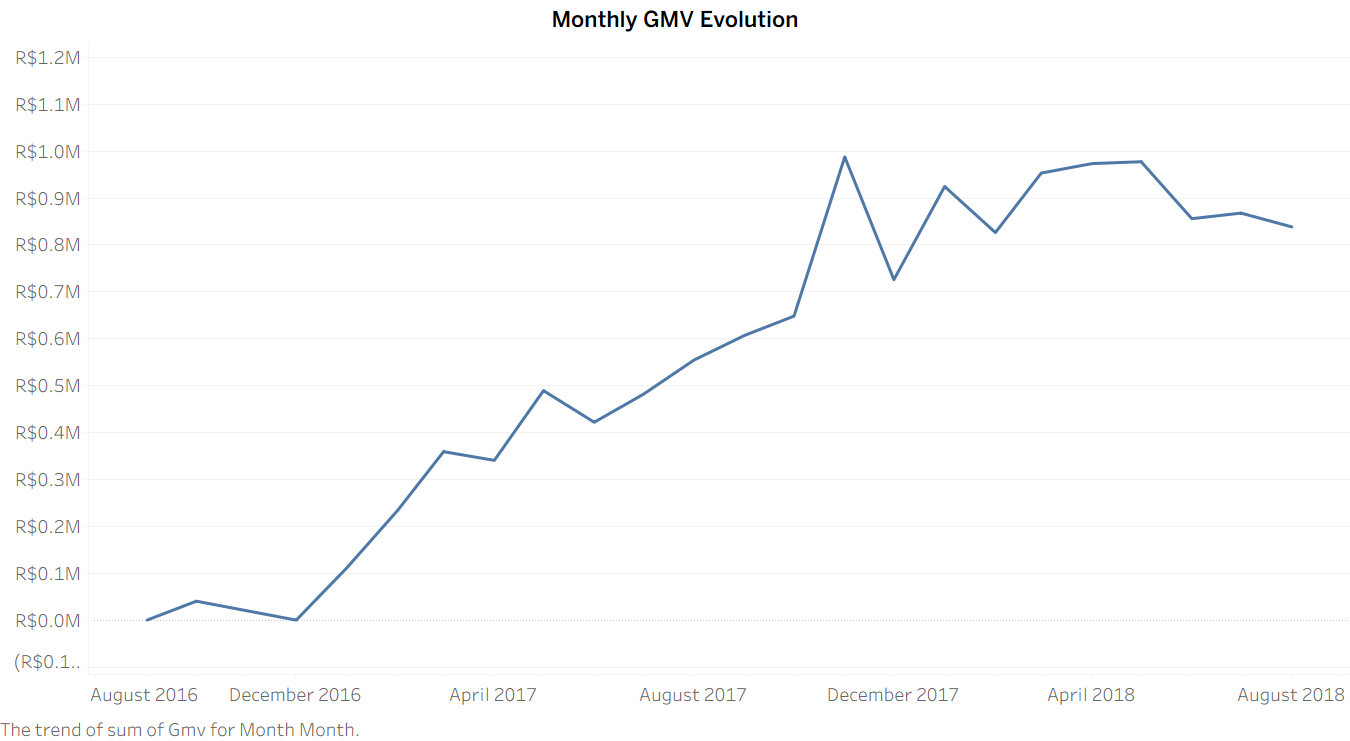 Monthly GMV Evolution
R$1.2M
R$1.1M
R$1.0M
R$0.9M
R$0.8M
R$0.7M
R$0.6M
R$0.5M
R$0.4M
R$0.3M
R$0.2M
R$0.1M
R$0.0M
(R$0.1..
August 2016 December 2016 April 2017 August 2017 December 2017 April 2018 August 2018
The trend of sum of Gmv for Month Month.